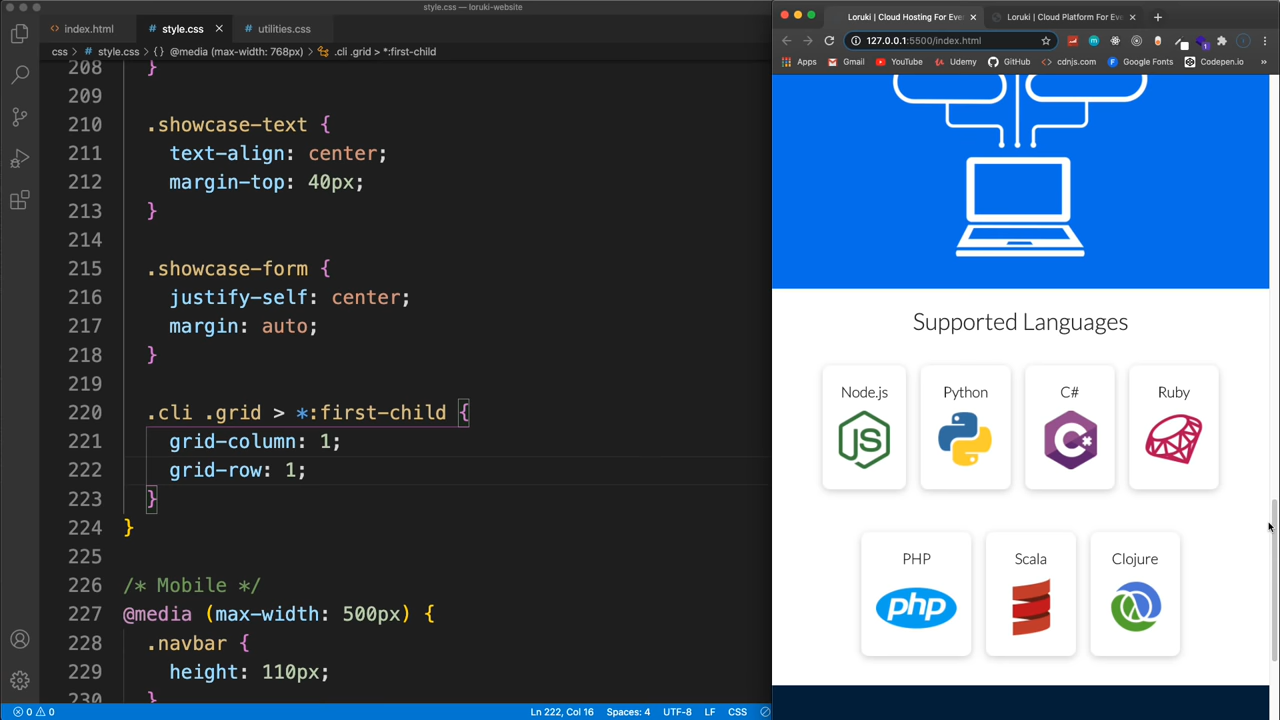 style.css — loruki-website
index.html
style.css
utilities.css
css > # style.css > {} @media (max-width: 768px) > .cli .grid > *:first-child
208 }
209
210 .showcase-text {
211 text-align: center;
212 margin-top: 40px;
213 }
214
215 .showcase-form {
216 justify-self: center;
217 margin: auto;
218 }
219
220 .cli .grid > *:first-child {
221 grid-column: 1;
222 grid-row: 1;
223 }
224 }
225
226 /* Mobile */
227 @media (max-width: 500px) {
228 .navbar {
229 height: 110px;
230 }
0 0 Ln 222, Col 16 Spaces: 4 UTF-8 LF CSS
Loruki | Cloud Hosting For Eve
Loruki | Cloud Platform For Eve
127.0.0.1:5500/index.html
Apps Gmail YouTube Udemy GitHub cdnjs.com Google Fonts Codepen.io »
Supported Languages
Node.js Python C# Ruby
JS C#
PHP Scala Clojure
php